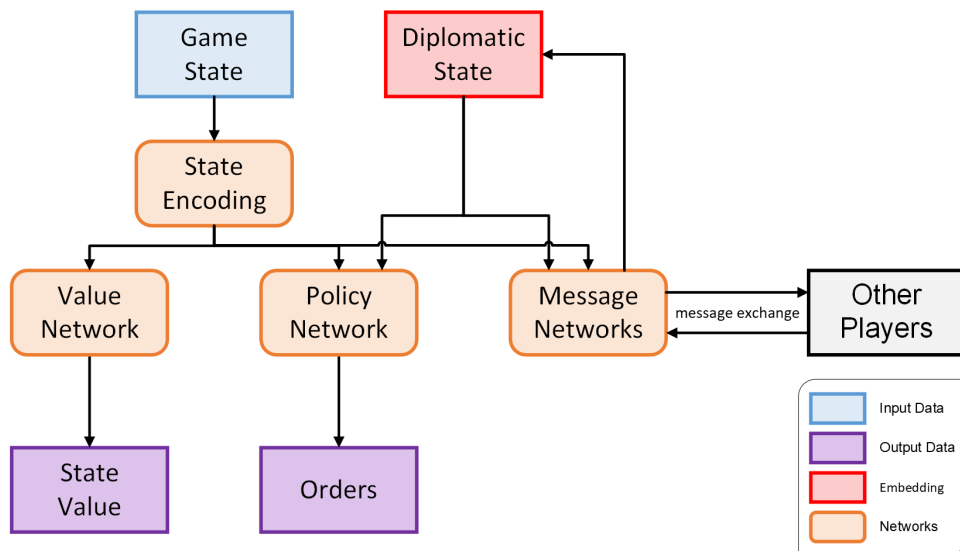 Game
State
Diplomatic
State
State
Encoding
Value
Network
Policy
Network
Message
Networks
message exchange
Other
Players
State
Value
Orders
Input Data
Output Data
Embedding
Networks